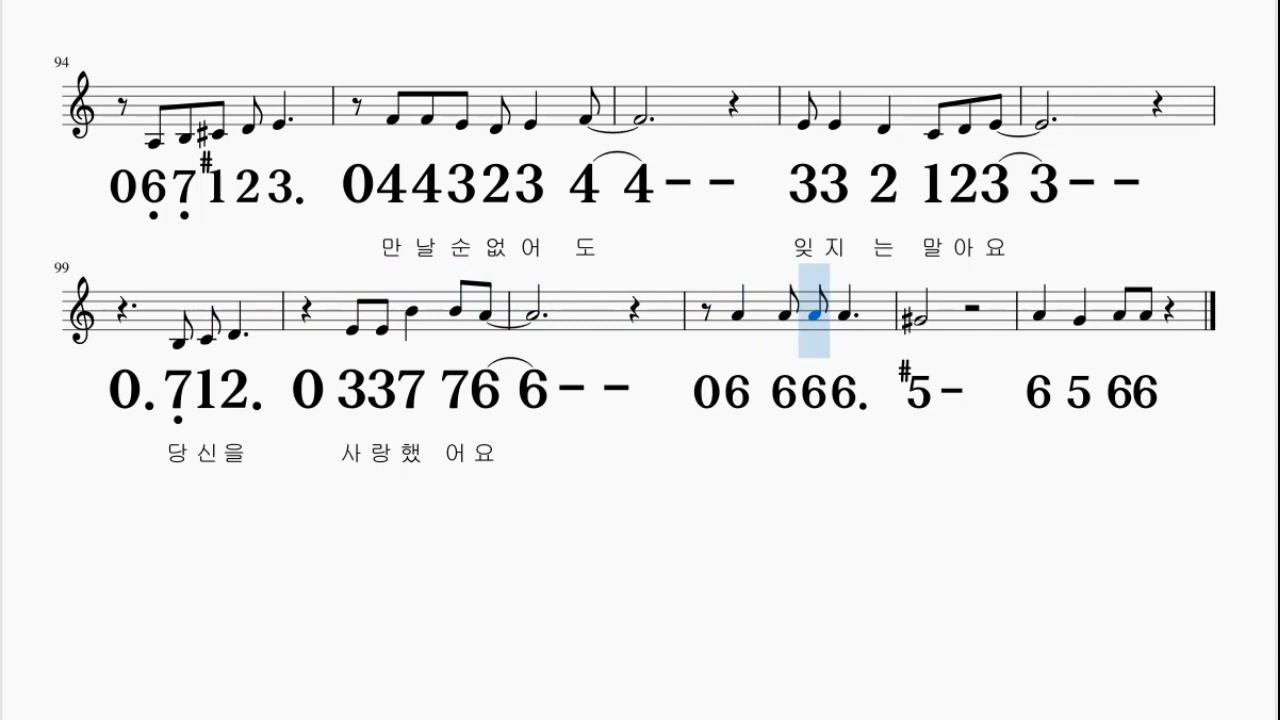 94
067#123. 044323 4 4 - - 33 2 123 3 - -
만 날 순 없 어 도 잊 지 는 말 아 요
99
0. 712. 0 337 76 6 - - 06 666. #5 - 6 5 66
당 신 을 사 랑 했 어 요